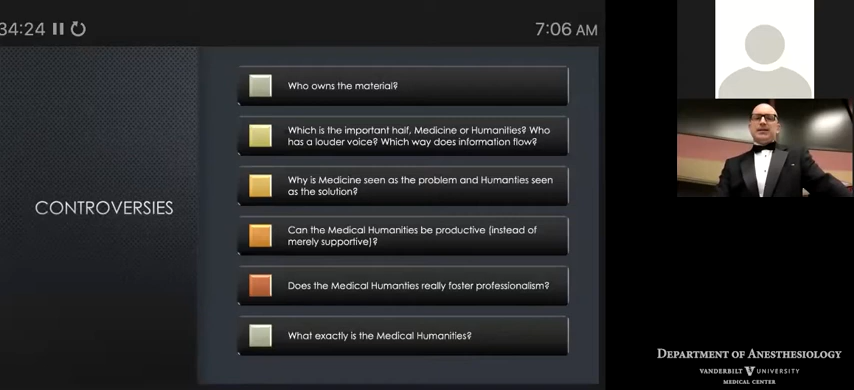 34:24
7:06 AM
CONTROVERSIES
Who owns the material?
Which is the important half, Medicine or Humanities? Who
has a louder voice? Which way does information flow?
Why is Medicine seen as the problem and Humanties seen
as the solution?
Can the Medical Humanities be productive (instead of
merely supportive)?
Does the Medical Humanties really foster professionalism?
What exactly is the Medical Humanities?
DEPARTMENT OF ANESTHESIOLOGY
VANDERBILT V UNIVERSITY
MEDICAL CENTER